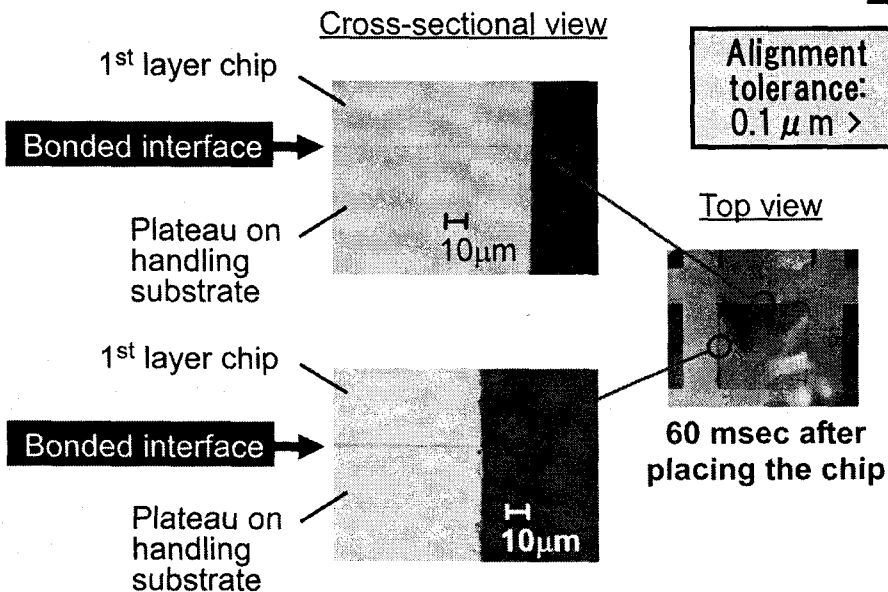 Cross-sectional view
1st layer chip
Bonded interface
Plateau on
handling
substrate
10μm
Alignment
tolerance:
0.1 μm >
Top view
1st layer chip
Bonded interface
Plateau on
handling
substrate
10μm
60 msec after
placing the chip